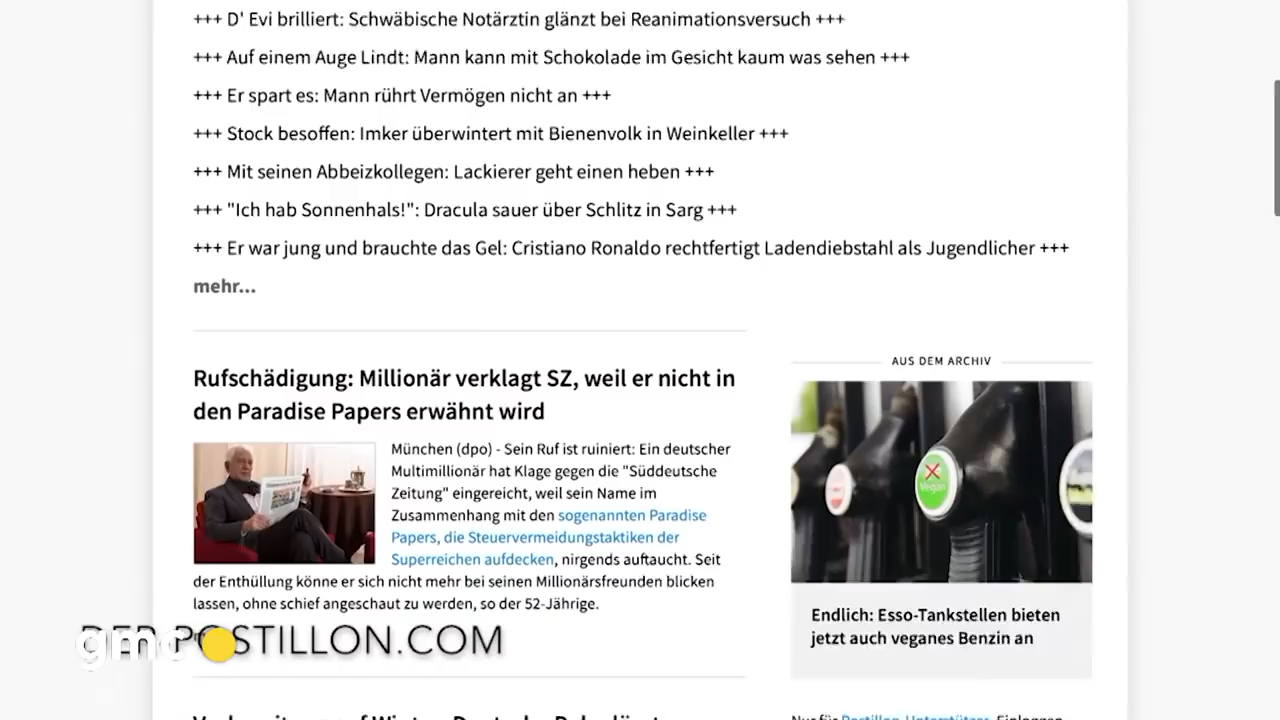 +++ D' Evi brilliert: Schwäbische Notärztin glänzt bei Reanimationsversuch +++
+++ Auf einem Auge Lindt: Mann kann mit Schokolade im Gesicht kaum was sehen +++
+++ Er spart es: Mann rührt Vermögen nicht an +++
+++ Stock besoffen: Imker überwintert mit Bienenvolk in Weinkeller +++
+++ Mit seinen Abbeizkollegen: Lackierer geht einen heben +++
+++ "Ich hab Sonnenhals!": Dracula sauer über Schlitz in Sarg +++
+++ Er war jung und brauchte das Gel: Cristiano Ronaldo rechtfertigt Ladendiebstahl als Jugendlicher +++
mehr...
Rufschädigung: Millionär verklagt SZ, weil er nicht in
den Paradise Papers erwähnt wird
München (dpo) - Sein Ruf ist ruiniert: Ein deutscher
Multimillionär hat Klage gegen die "Süddeutsche
Zeitung" eingereicht, weil sein Name im
Zusammenhang mit den sogenannten Paradise
Papers, die Steuervermeidungstaktiken der
Superreichen aufdecken, nirgends auftaucht. Seit
der Enthüllung könne er sich nicht mehr bei seinen Millionärsfreunden blicken
lassen, ohne schief angeschaut zu werden, so der 52-Jährige.
AUS DEM ARCHIV
Vegan
Endlich: Esso-Tankstellen bieten
jetzt auch veganes Benzin an
DER POSTILLON.COM
Nur für Postillon-Unterstützer: Einloggen